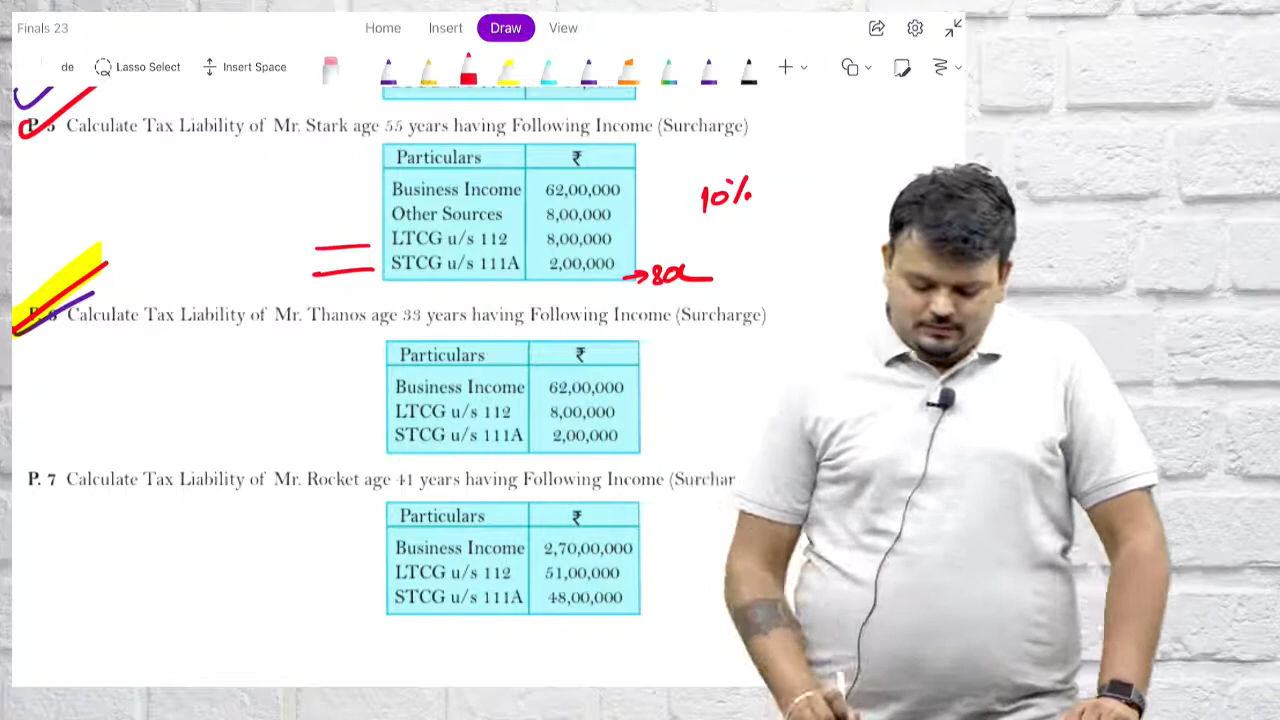 Finals 23
Home Insert Draw View
de Lasso Select Insert Space
P. 5 Calculate Tax Liability of Mr. Stark age 55 years having Following Income (Surcharge)
Particulars ₹
Business Income 62,00,000
Other Sources 8,00,000
LTCG u/s 112 8,00,000
STCG u/s 111A 2,00,000
10%
P. 6 Calculate Tax Liability of Mr. Thanos age 33 years having Following Income (Surcharge)
Particulars ₹
Business Income 62,00,000
LTCG u/s 112 8,00,000
STCG u/s 111A 2,00,000
P. 7 Calculate Tax Liability of Mr. Rocket age 41 years having Following Income (Surchar
Particulars ₹
Business Income 2,70,00,000
LTCG u/s 112 51,00,000
STCG u/s 111A 48,00,000